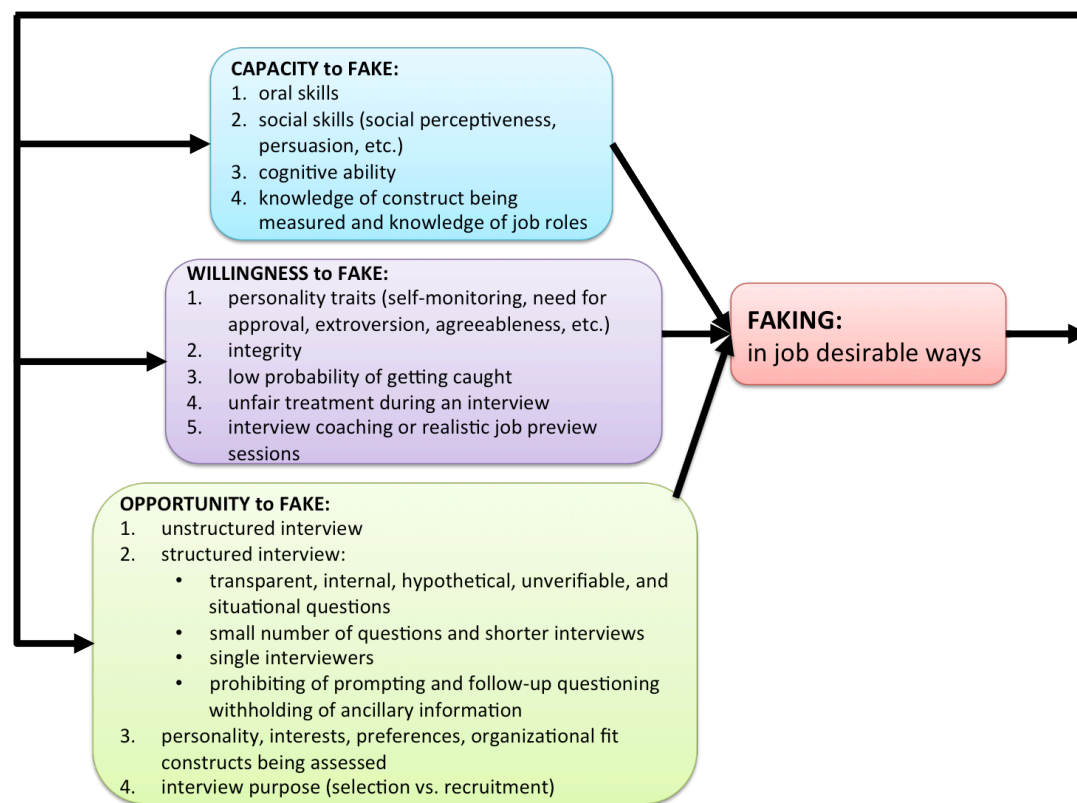 CAPACITY to FAKE:
1. oral skills
2. social skills (social perceptiveness,
persuasion, etc.)
3. cognitive ability
4. knowledge of construct being
measured and knowledge of job roles
WILLINGNESS to FAKE:
1. personality traits (self-monitoring, need for
approval, extroversion, agreeableness, etc.)
2. integrity
3. low probability of getting caught
4. unfair treatment during an interview
5. interview coaching or realistic job preview
sessions
FAKING:
in job desirable ways
OPPORTUNITY to FAKE:
1. unstructured interview
2. structured interview:
• transparent, internal, hypothetical, unverifiable, and
situational questions
• small number of questions and shorter interviews
• single interviewers
• prohibiting of prompting and follow-up questioning
withholding of ancillary information
3. personality, interests, preferences, organizational fit
constructs being assessed
4. interview purpose (selection vs. recruitment)